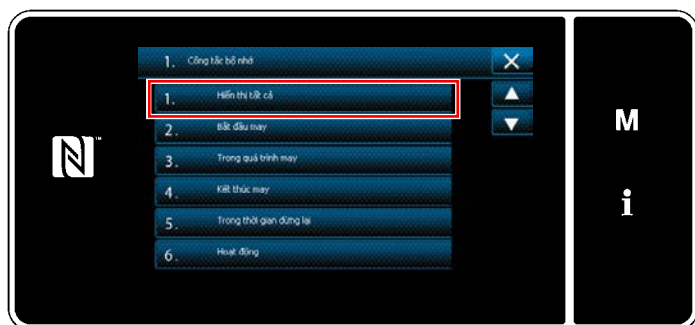 1. Công tắc bộ nhớ
1. Hiển thị tất cả
2. Bắt đầu may
3. Trong quá trình may
4. Kết thúc may
5. Trong thời gian dừng lại
6. Hoạt động
M
i
N
™